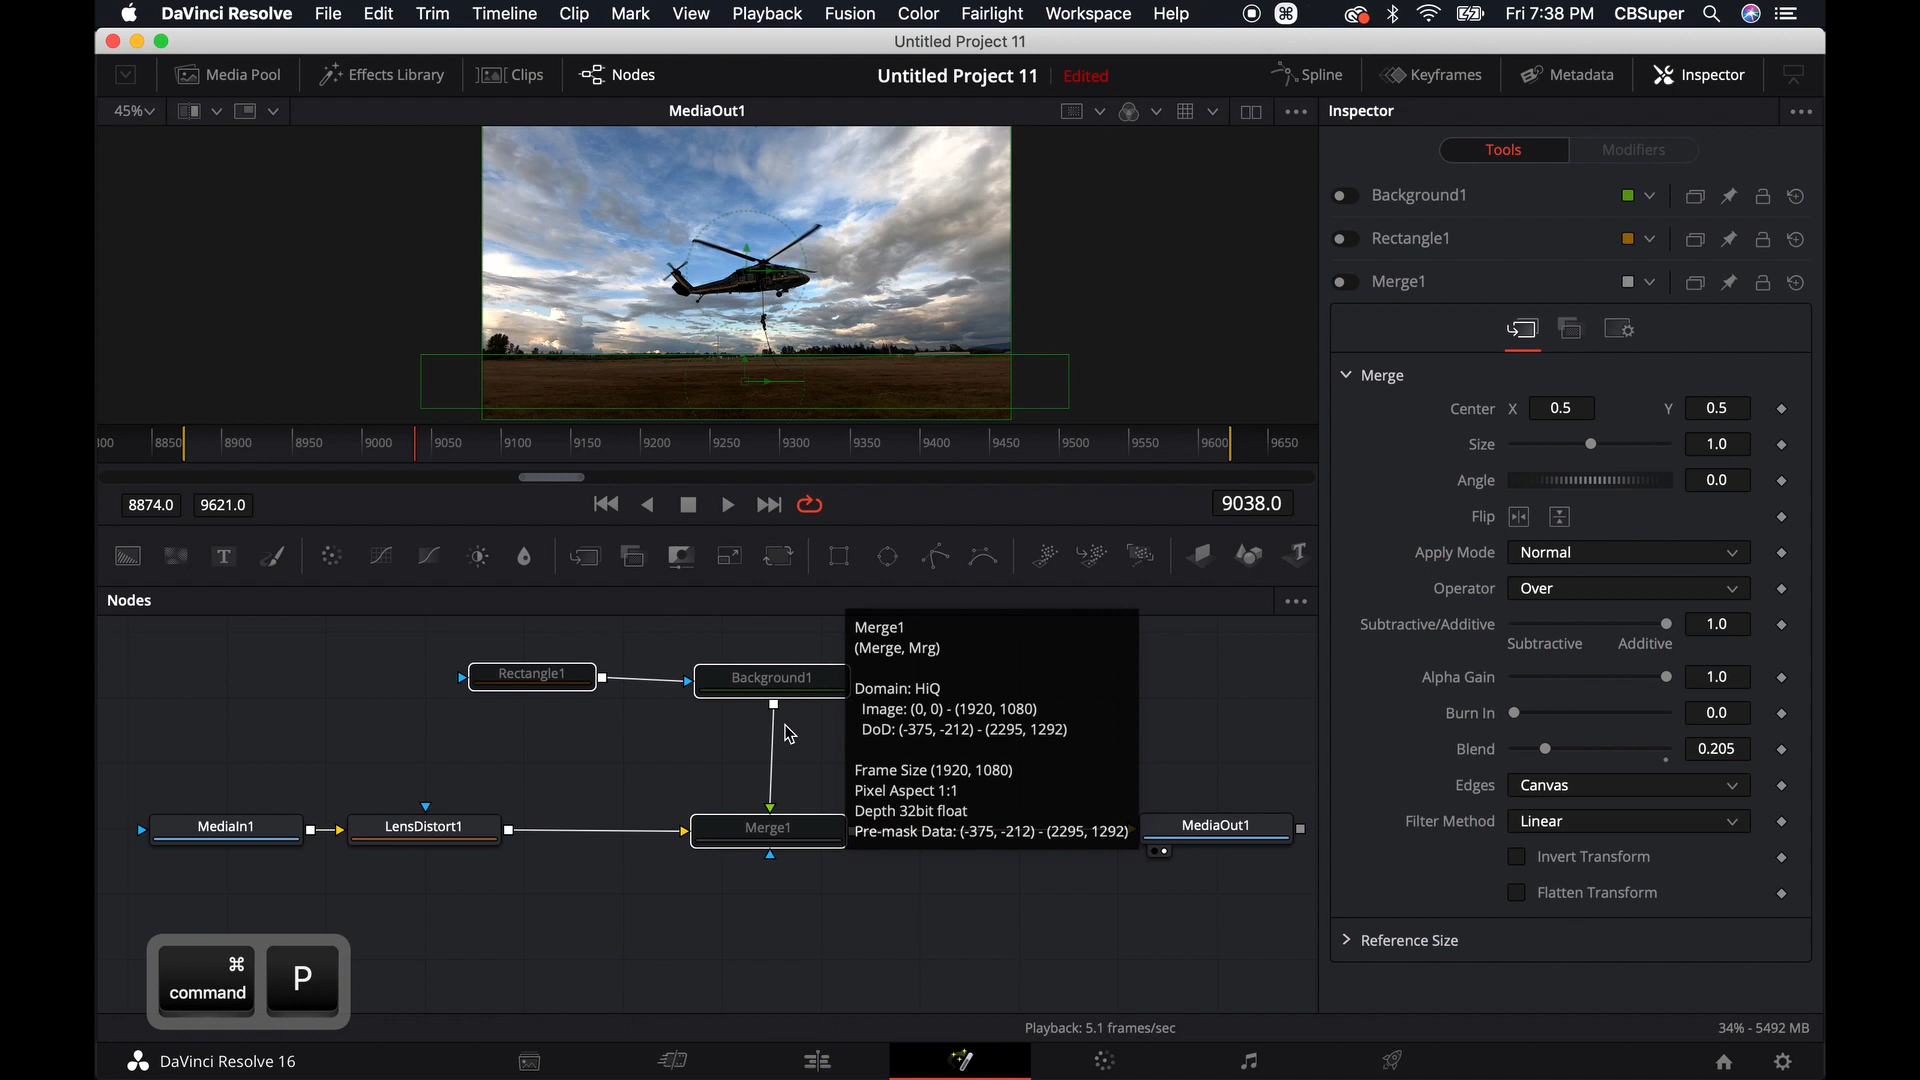 DaVinci Resolve File Edit Trim Timeline Clip Mark View Playback Fusion Color Fairlight Workspace Help Fri 7:38 PM CBSuper
Untitled Project 11
Media Pool Effects Library Clips Nodes Untitled Project 11 Edited Spline Keyframes Metadata Inspector
45% MediaOut1 Inspector
Tools Modifiers
Background1
Rectangle1
Merge1
Merge
Center X 0.5 Y 0.5
Size 1.0
Angle 0.0
Flip
Apply Mode Normal
Operator Over
Subtractive/Additive 1.0
Subtractive Additive
Alpha Gain 1.0
Burn In 0.0
Blend 0.205
Edges Canvas
Filter Method Linear
Invert Transform
Flatten Transform
Reference Size
800 8850 8900 8950 9000 9050 9100 9150 9200 9250 9300 9350 9400 9450 9500 9550 9600 9650
8874.0 9621.0 9038.0
T T
Nodes
Rectangle1 Background1
MediaIn1 LensDistort1 Merge1 MediaOut1
Merge1
(Merge, Mrg)
Domain: HiQ
Image: (0, 0) - (1920, 1080)
DoD: (-375, -212) - (2295, 1292)
Frame Size (1920, 1080)
Pixel Aspect 1:1
Depth 32bit float
Pre-mask Data: (-375, -212) - (2295, 1292)
⌘
command P
Playback: 5.1 frames/sec 34% - 5492 MB
DaVinci Resolve 16